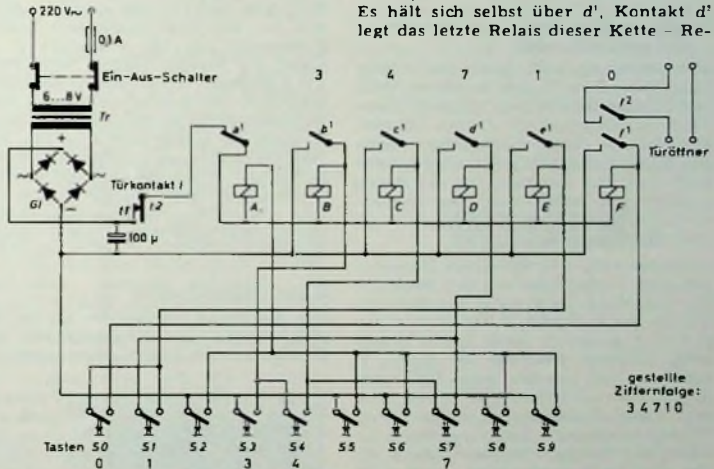 Es hält sich selbst über d', Kontakt d²
legt das letzte Relais dieser Kette – Re-
220 V~
0,1 A
Ein-Aus-Schalter
6...8 V
Tr
3 4 7 1 0
a¹ b¹ c¹ d¹ e¹ f¹
f²
Türöffner
+
~ ~
Gl
–
Türkontakt I
t1 t2
A B C D E F
100 µ
gestellte
Ziffernfolge:
3 4 7 1 0
Tasten S0 S1 S2 S3 S4 S5 S6 S7 S8 S9
0 1 3 4 7